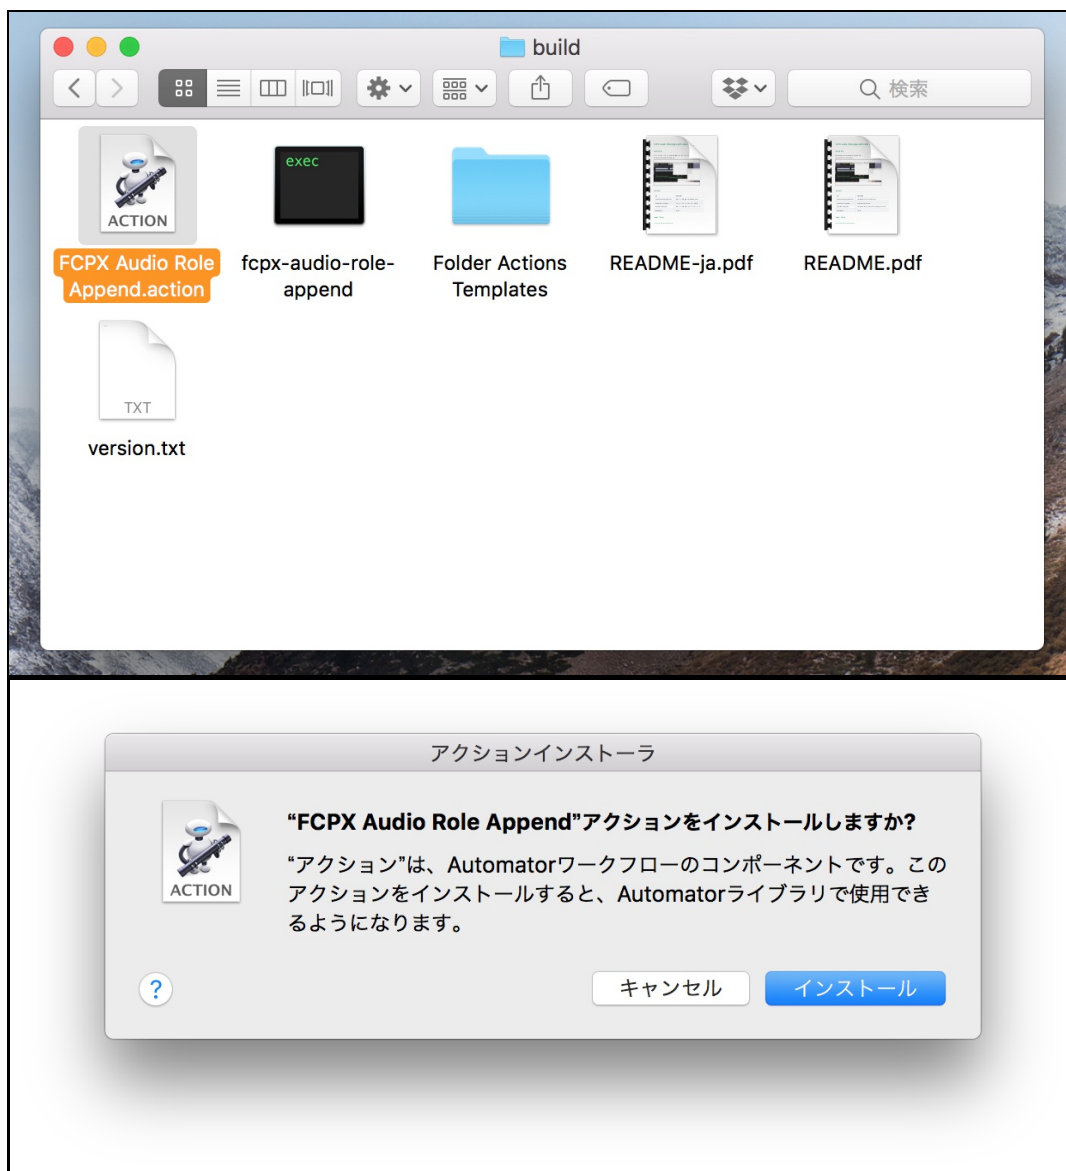 build
検索
exec
ACTION
FCPX Audio Role
Append.action
fcpx-audio-role-
append
Folder Actions
Templates
README-ja.pdf
README.pdf
TXT
version.txt
アクションインストーラ
ACTION
“FCPX Audio Role Append”アクションをインストールしますか?
“アクション”は、Automatorワークフローのコンポーネントです。この
アクションをインストールすると、Automatorライブラリで使用でき
るようになります。
?
キャンセル
インストール